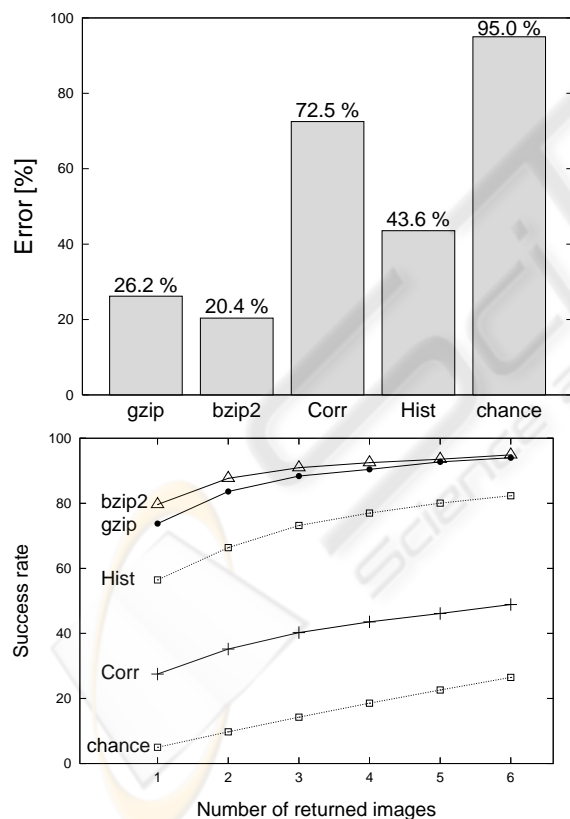 Error [%]
100
80
60
40
20
0
26.2 %
20.4 %
72.5 %
43.6 %
95.0 %
gzip bzip2 Corr Hist chance
Success rate
100
80
60
40
20
0
bzip2
gzip
Hist
Corr
chance
1 2 3 4 5 6
Number of returned images
Science